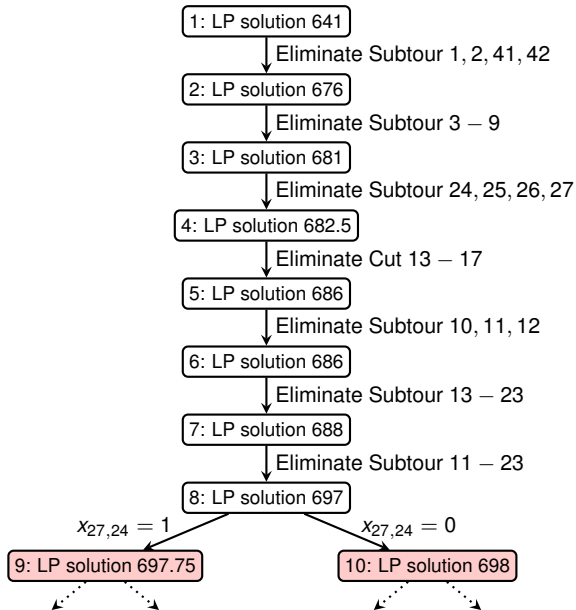 1: LP solution 641
Eliminate Subtour 1, 2, 41, 42
2: LP solution 676
Eliminate Subtour 3 − 9
3: LP solution 681
Eliminate Subtour 24, 25, 26, 27
4: LP solution 682.5
Eliminate Cut 13 − 17
5: LP solution 686
Eliminate Subtour 10, 11, 12
6: LP solution 686
Eliminate Subtour 13 − 23
7: LP solution 688
Eliminate Subtour 11 − 23
8: LP solution 697
x27,24 = 1
x27,24 = 0
9: LP solution 697.75
10: LP solution 698